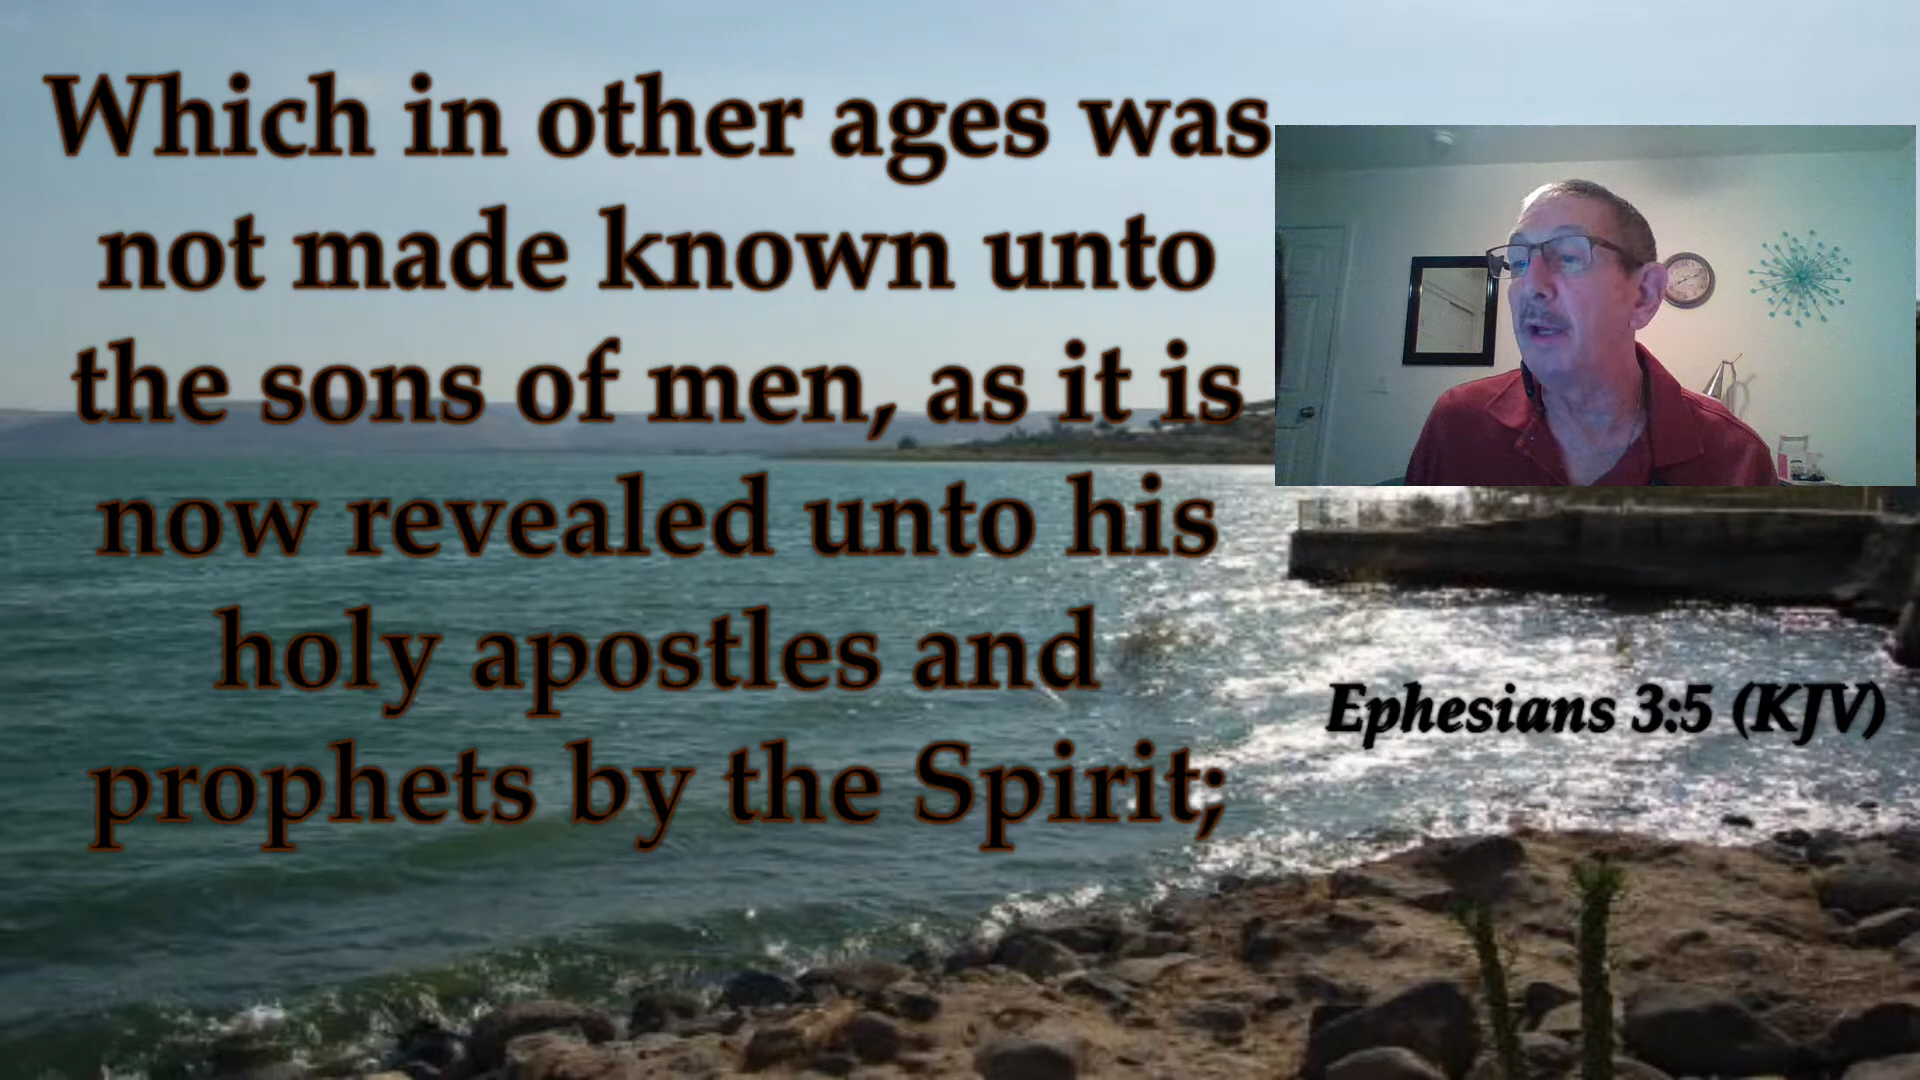 Which in other ages was
not made known unto
the sons of men, as it is
now revealed unto his
holy apostles and
prophets by the Spirit;
Ephesians 3:5 (KJV)